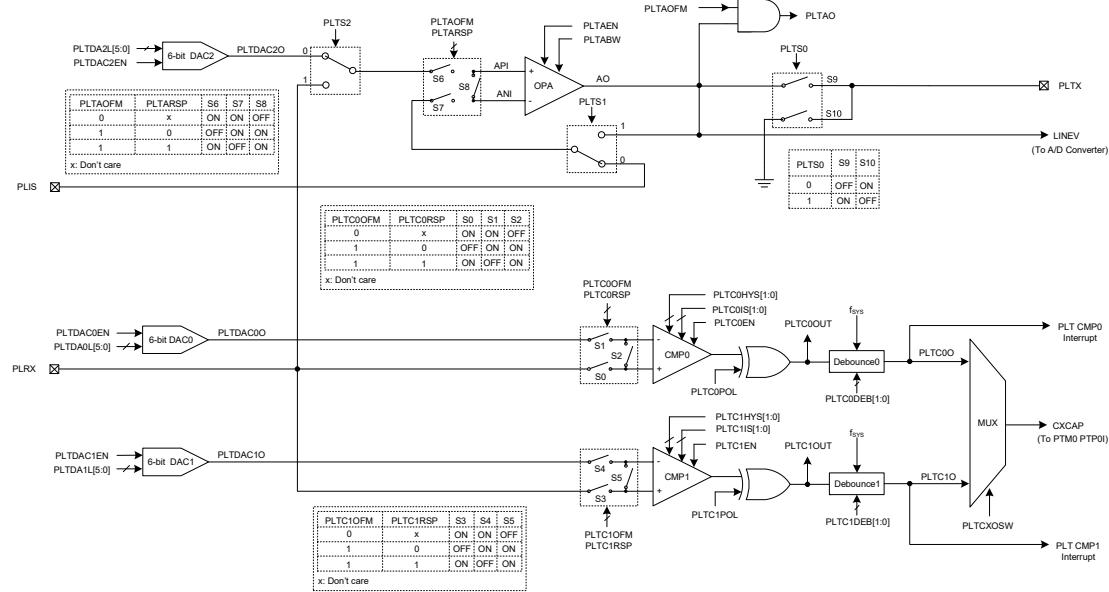 PLTAOFM
PLTAO
PLTS2
PLTAOFM
PLTARSP
PLTAEN
PLTABW
PLTDA2L[5:0]
PLTDAC2EN
6-bit DAC2
PLTDAC2O
0
1
S6
S7
S8
API
ANI
+
-
OPA
AO
PLTS1
1
0
PLTS0
S9
S10
PLTX
LINEV
(To A/D Converter)
PLTAOFM PLTARSP S6 S7 S8
0 x ON ON OFF
1 0 OFF ON ON
1 1 ON OFF ON
x: Don't care
PLTS0 S9 S10
0 OFF ON
1 ON OFF
PLIS
PLTC0OFM PLTC0RSP S0 S1 S2
0 x ON ON OFF
1 0 OFF ON ON
1 1 ON OFF ON
x: Don't care
PLTC0OFM
PLTC0RSP
PLTC0HYS[1:0]
PLTC0IS[1:0]
PLTC0EN
PLTDAC0EN
PLTDA0L[5:0]
6-bit DAC0
PLTDAC0O
S1
S2
S0
-
+
CMP0
PLTC0POL
PLTC0OUT
fSYS
Debounce0
PLTC0DEB[1:0]
PLTC0O
PLT CMP0
Interrupt
PLRX
MUX
CXCAP
(To PTM0 PTP0I)
PLTCXOSW
PLTC1HYS[1:0]
PLTC1IS[1:0]
PLTC1EN
PLTDAC1EN
PLTDA1L[5:0]
6-bit DAC1
PLTDAC1O
S4
S5
S3
-
+
CMP1
PLTC1POL
PLTC1OUT
fSYS
Debounce1
PLTC1DEB[1:0]
PLTC1O
PLTC1OFM
PLTC1RSP
PLT CMP1
Interrupt
PLTC1OFM PLTC1RSP S3 S4 S5
0 x ON ON OFF
1 0 OFF ON ON
1 1 ON OFF ON
x: Don't care